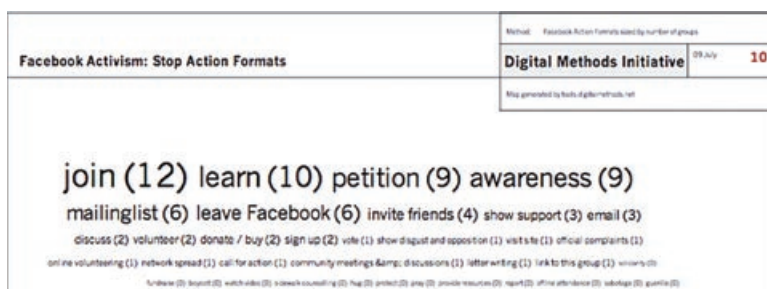 Method: Facebook Action Formats sized by number of groups
Facebook Activism: Stop Action Formats
Digital Methods Initiative
09 July
10
Map generated by tools.digitalmethods.net
join (12) learn (10) petition (9) awareness (9)
mailinglist (6) leave Facebook (6) invite friends (4) show support (3) email (3)
discuss (2) volunteer (2) donate / buy (2) sign up (2) vote (1) show disgust and opposition (1) visit site (1) official complaints (1)
online volunteering (1) network spread (1) call for action (1) community meetings &amp; discussions (1) letter writing (1) link to this group (1)
fundraise (0) boycott (0) watch video (0) sidewalk counselling (0) hug (0) protect (0) pray (0) provide resources (0) report (0) offline attendance (0) sabotage (0) guerilla (0)